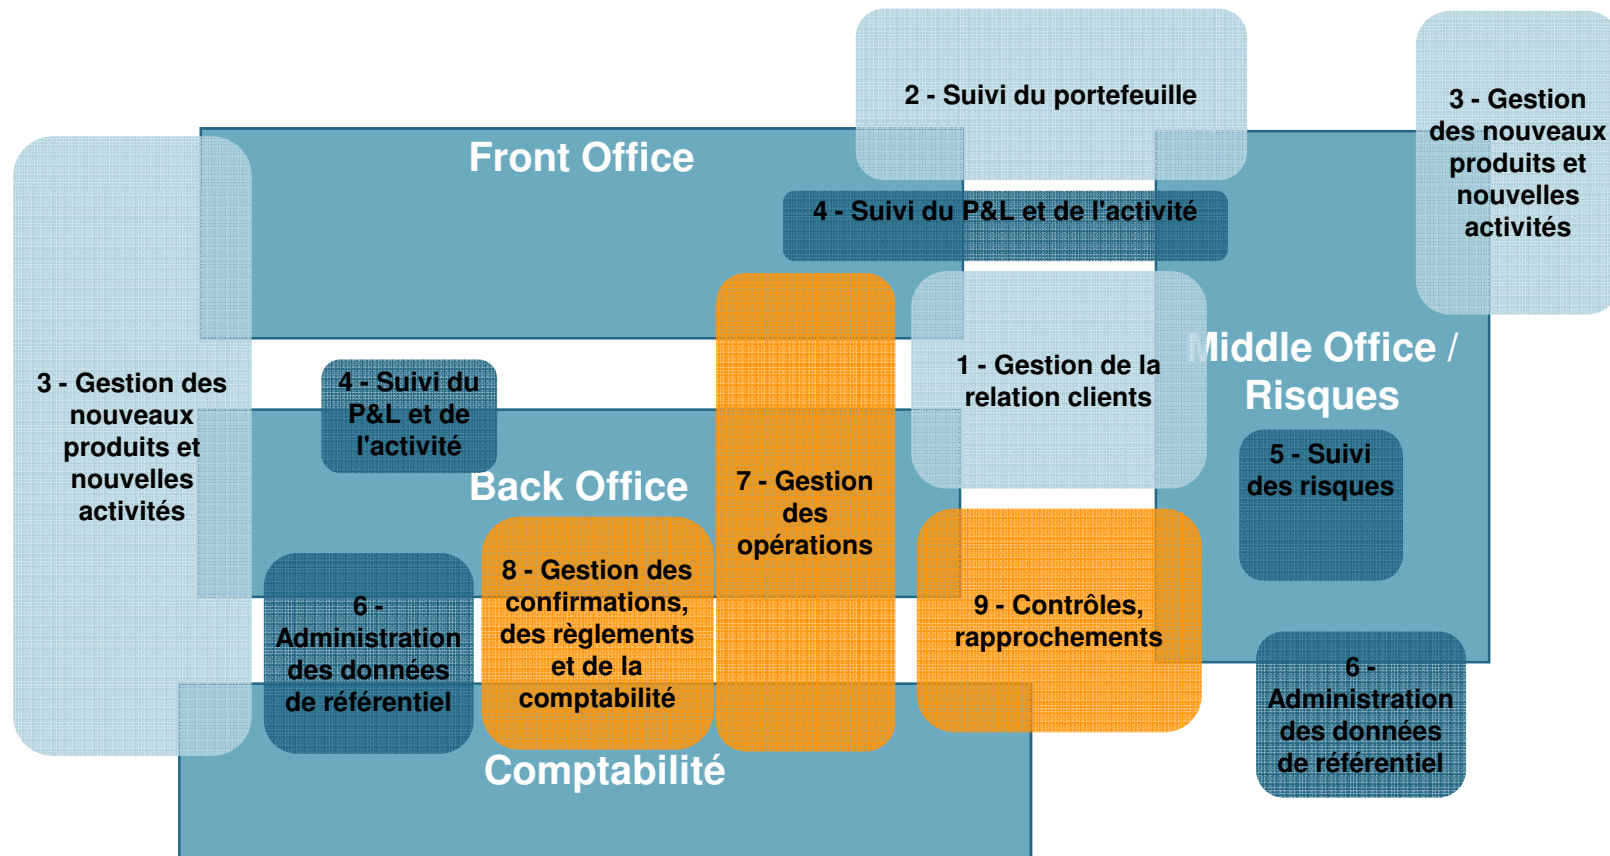 2 - Suivi du portefeuille
3 - Gestion
des nouveaux
produits et
nouvelles
activités
Front Office
4 - Suivi du P&L et de l'activité
Middle Office /
Risques
1 - Gestion de la
relation clients
3 - Gestion des
nouveaux
produits et
nouvelles
activités
4 - Suivi du
P&L et de
l'activité
Back Office
7 - Gestion
des
opérations
5 - Suivi
des risques
8 - Gestion des
confirmations,
des règlements
et de la
comptabilité
6 -
Administration
des données
de référentiel
9 - Contrôles,
rapprochements
6 -
Administration
des données
de référentiel
Comptabilité